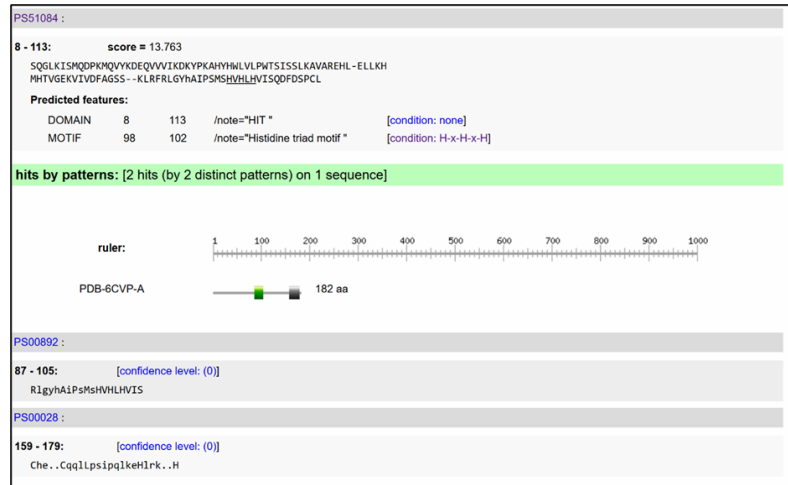 PS51084 :
8 - 113: score = 13.763
SQGLKISMQDPKMQVYKDEQVVVIKDKYPKAHYHWLVLPWTSISSLKAVAREHL-ELLKH
MHTVGEKVIVDFAGSS--KLRFRLGYhAIPSMSHVHLHVISQDFDSPCL
Predicted features:
DOMAIN 8 113 /note="HIT " [condition: none]
MOTIF 98 102 /note="Histidine triad motif " [condition: H-x-H-x-H]
hits by patterns: [2 hits (by 2 distinct patterns) on 1 sequence]
ruler: 1 100 200 300 400 500 600 700 800 900 1000
PDB-6CVP-A 182 aa
PS00892 :
87 - 105: [confidence level: (0)]
RlgyhAiPsMsHVHLHVIS
PS00028 :
159 - 179: [confidence level: (0)]
Che..CqqlLpsipqlkeHlrk..H